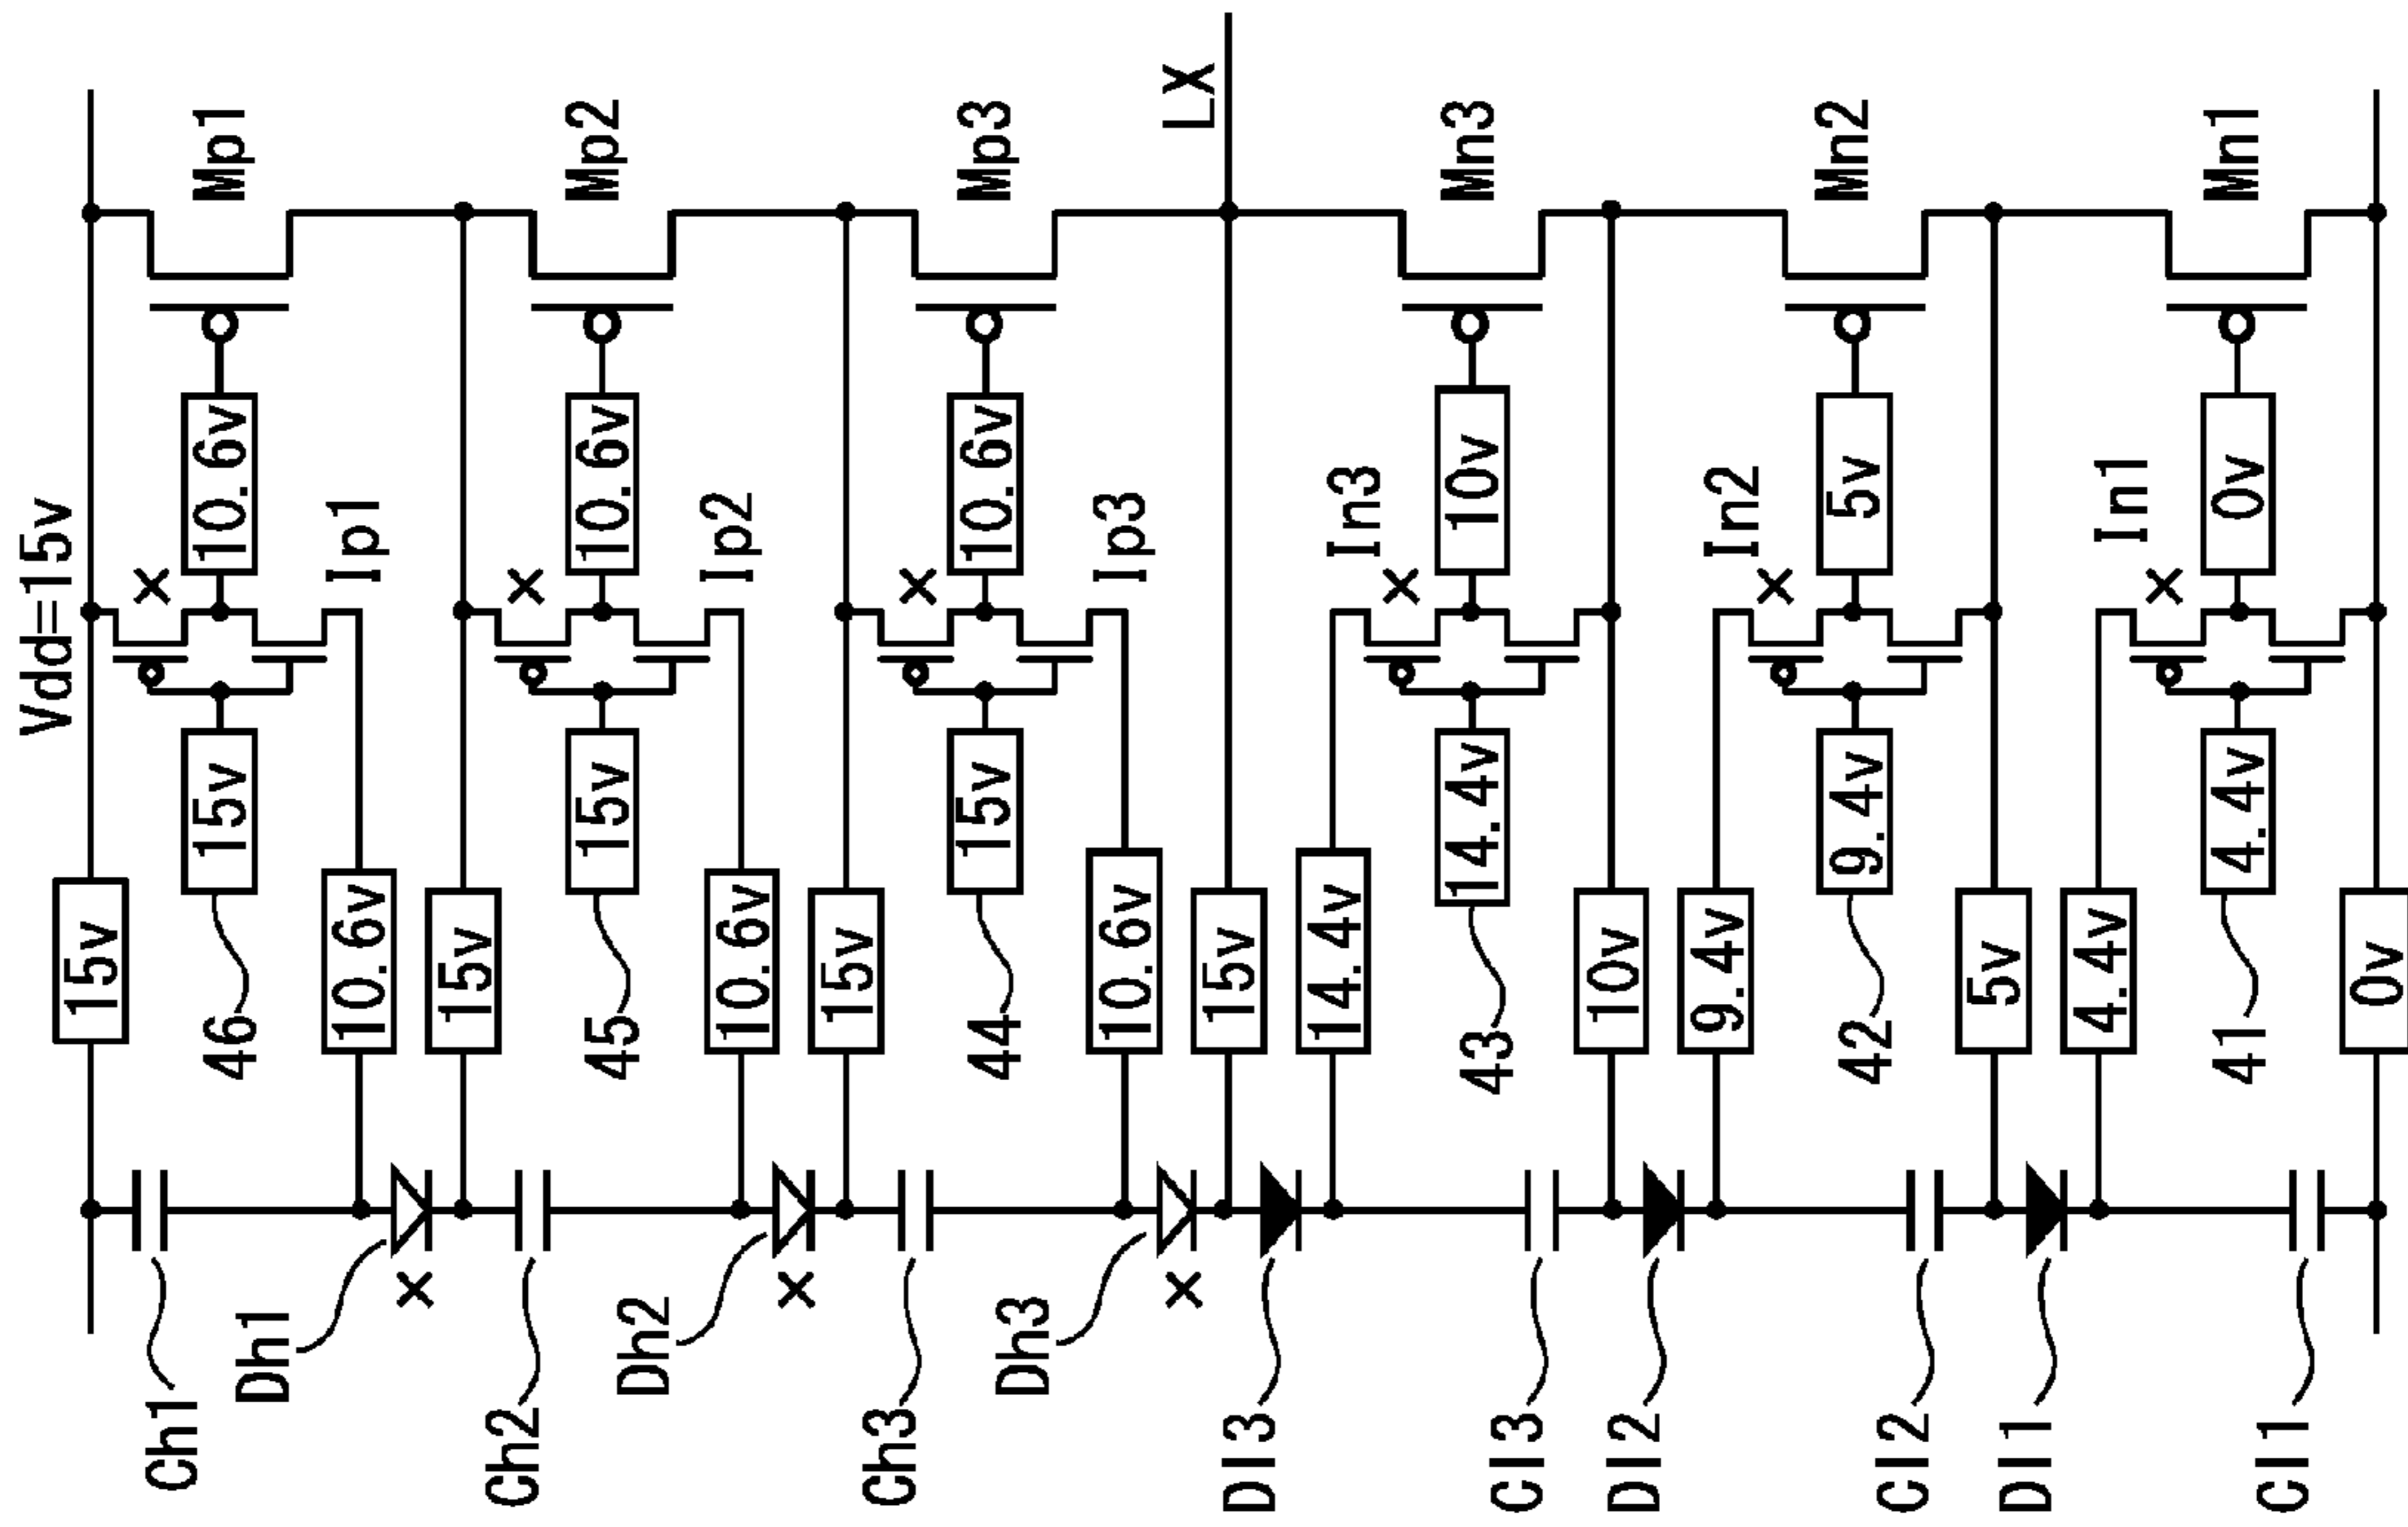 Vdd=15v
15v
Ch1
46
15v
10.6v
Mp1
Ip1
10.6v
Dh1
15v
Ch2
45
15v
10.6v
Mp2
Ip2
10.6v
Dh2
15v
Ch3
44
15v
10.6v
Mp3
Ip3
10.6v
Dh3
15v
LX
Dl3
14.4v
In3
43
14.4v
10v
Mn3
Cl3
10v
Dl2
9.4v
In2
42
9.4v
5v
Mn2
Cl2
5v
Dl1
4.4v
In1
41
4.4v
0v
Mn1
Cl1
0v